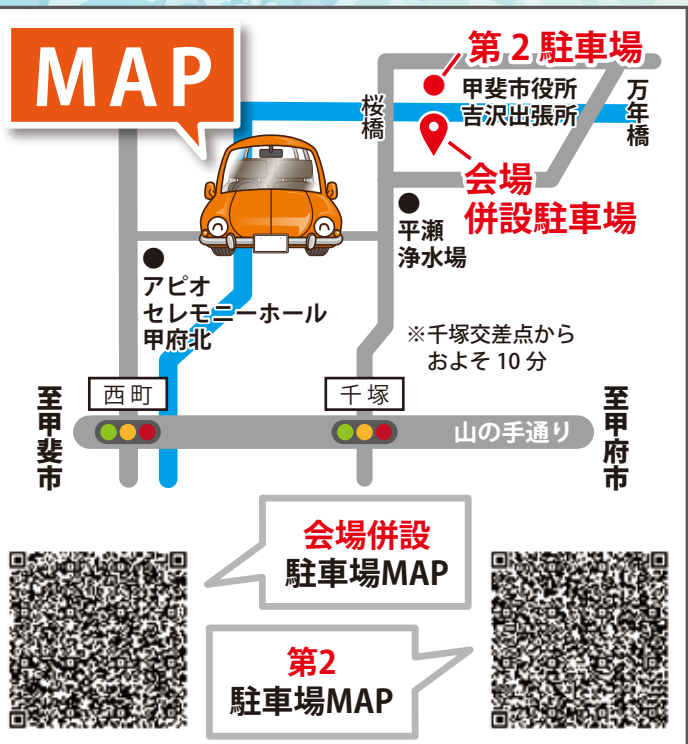 MAP
第2駐車場
甲斐市役所
吉沢出張所
桜橋
万年橋
会場
併設駐車場
平瀬
浄水場
アピオ
セレモニーホール
甲府北
※千塚交差点から
およそ10分
西町
千塚
至甲斐市
山の手通り
至甲府市
会場併設
駐車場MAP
第2
駐車場MAP